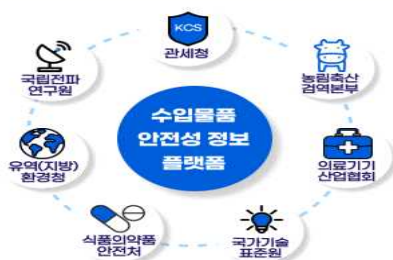 KCS
관세청
국립전파
연구원
농림축산
검역본부
수입물품
안전성 정보
플랫폼
유역(지방)
환경청
의료기기
산업협회
식품의약품
안전처
국가기술
표준원